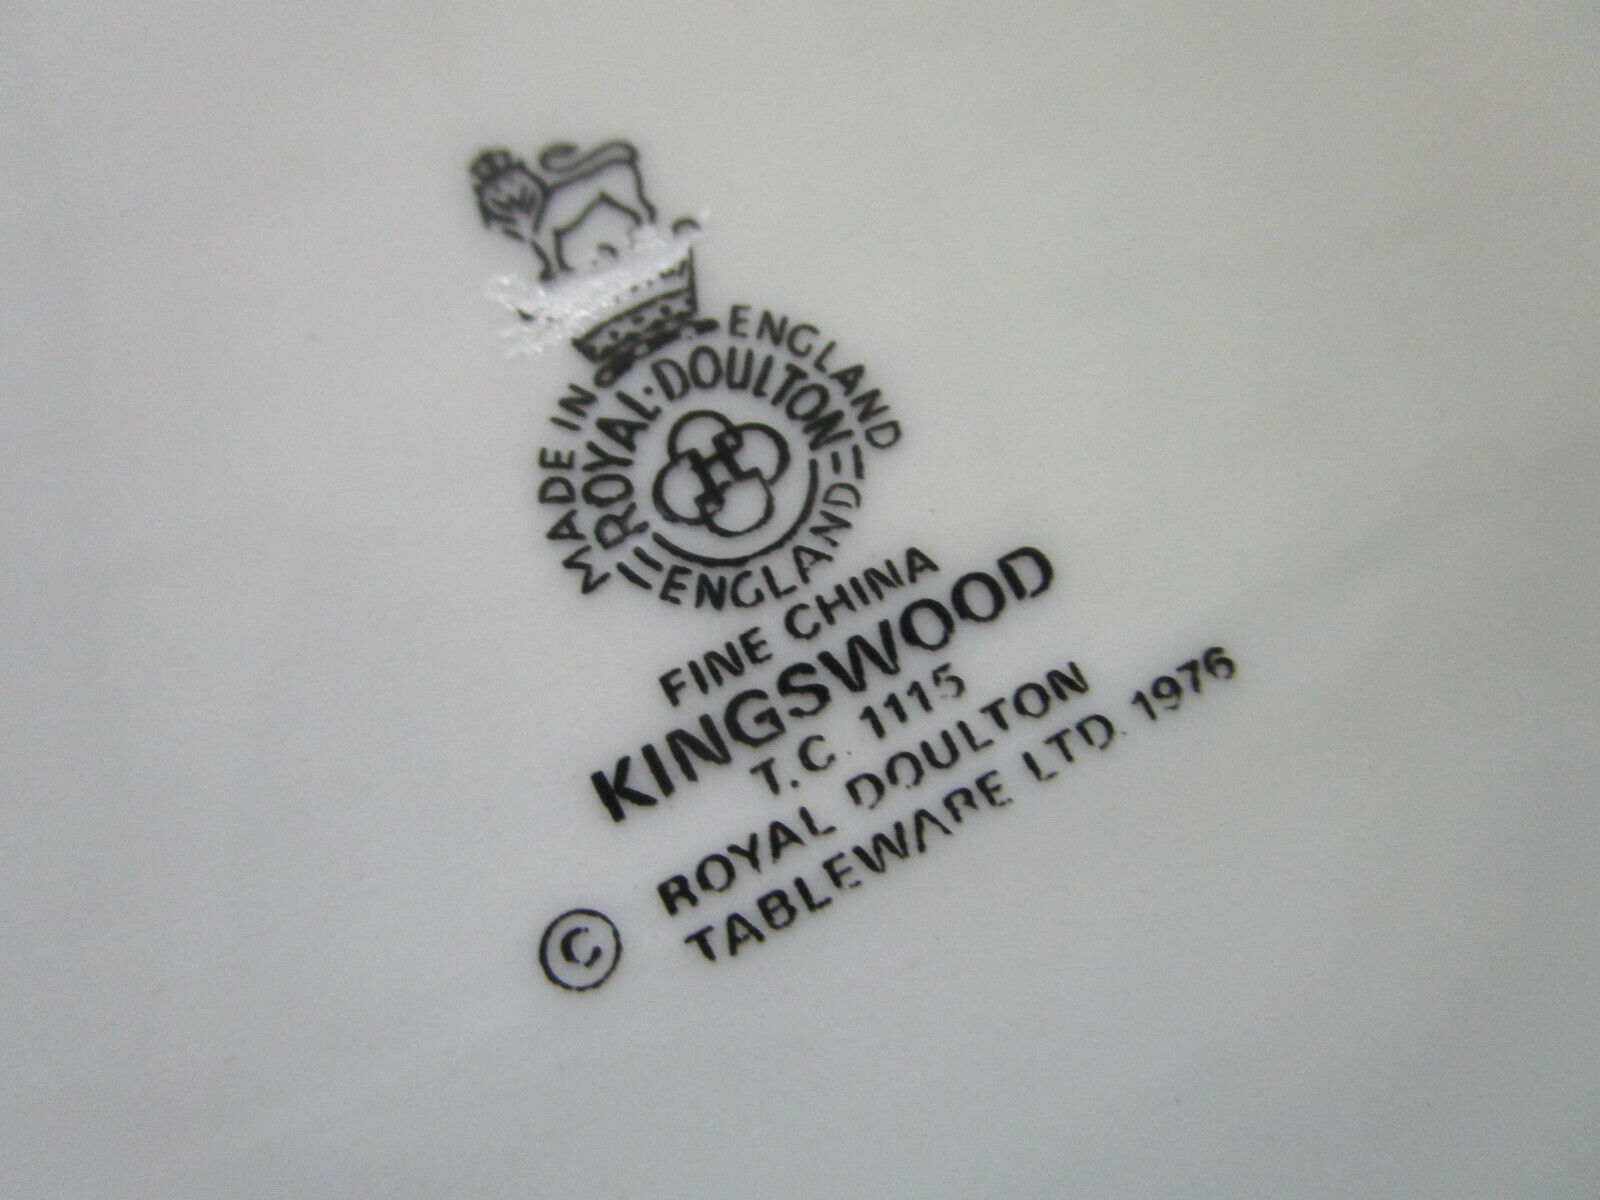 MADE IN ENGLAND
ROYAL·DOULTON
ENGLAND
FINE CHINA
KINGSWOOD
T.C. 1115
© ROYAL DOULTON
TABLEWARE LTD. 1976